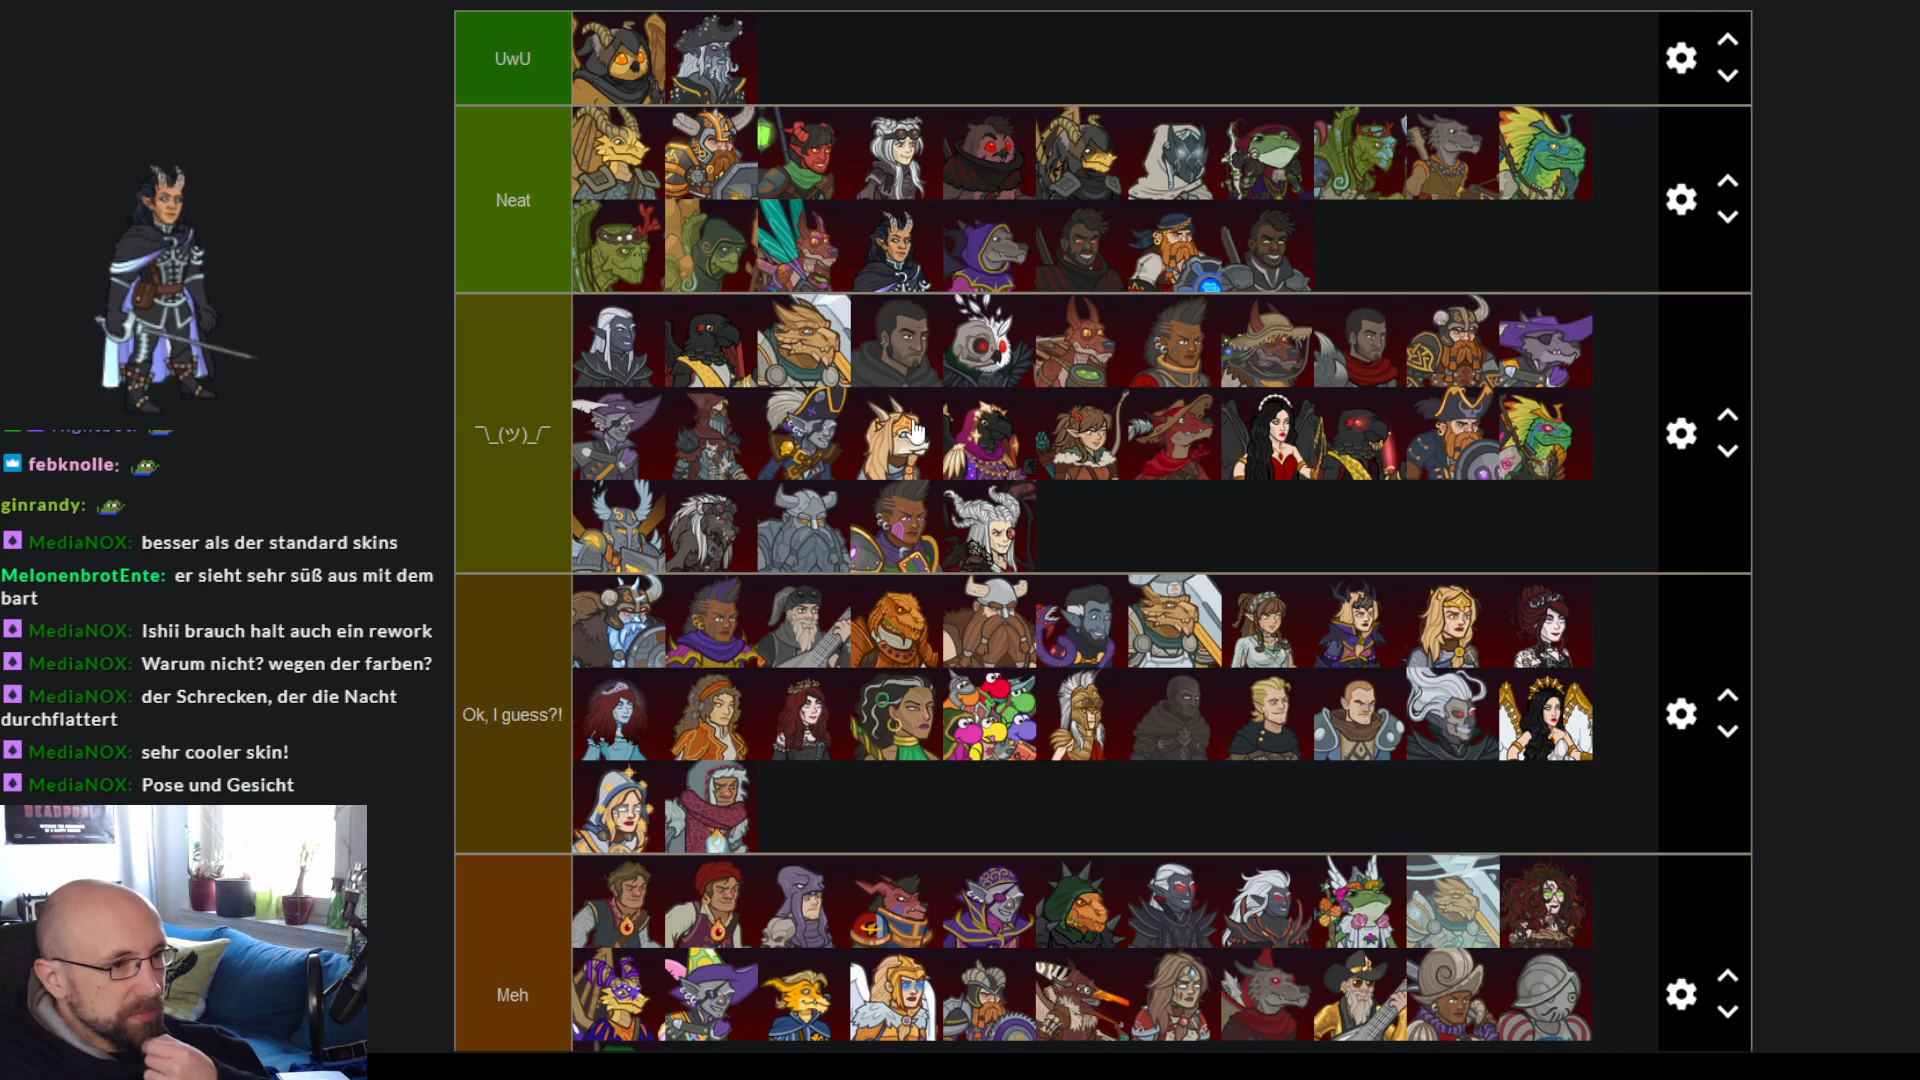 UwU
Neat
¯\_(ツ)_/¯
Ok, I guess?!
Meh
febknolle:
ginrandy:
MediaNOX: besser als der standard skins
MelonenbrotEnte: er sieht sehr süß aus mit dem
bart
MediaNOX: Ishii brauch halt auch ein rework
MediaNOX: Warum nicht? wegen der farben?
MediaNOX: der Schrecken, der die Nacht
durchflattert
MediaNOX: sehr cooler skin!
MediaNOX: Pose und Gesicht
DEADPOOL